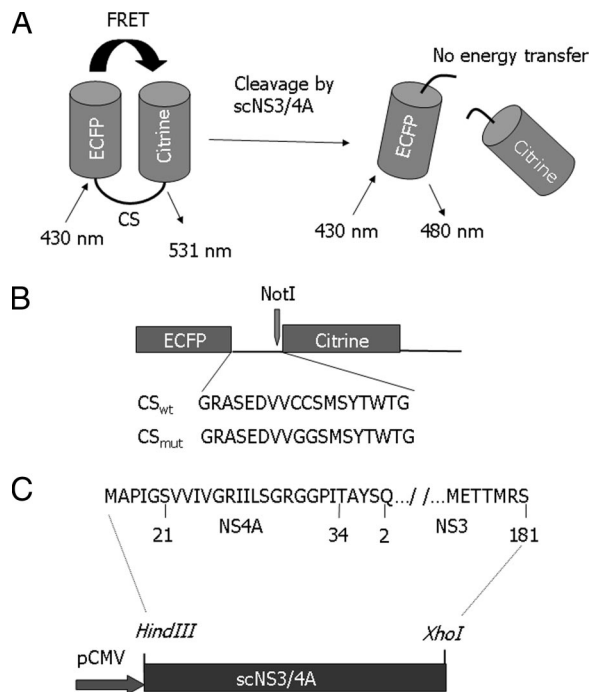 A
FRET
ECFP
Citrine
CS
430 nm
531 nm
Cleavage by
scNS3/4A
No energy transfer
ECFP
Citrine
430 nm
480 nm
B
NotI
ECFP
Citrine
CSwt GRASEDVVCCSMSYTWTG
CSmut GRASEDVVGGSMSYTWTG
C
MAPIGSVVIVGRIILSGRGGPITAYSQ.../ /...METTMRS
21 NS4A 34 2 NS3 181
HindIII XhoI
pCMV
scNS3/4A